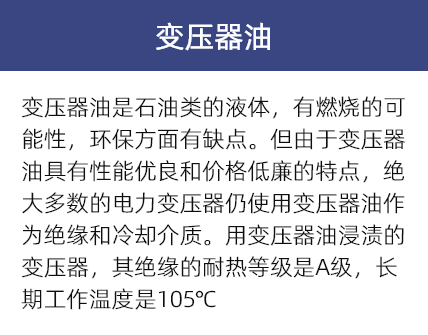 变压器油
变压器油是石油类的液体，有燃烧的可
能性，环保方面有缺点。但由于变压器
油具有性能优良和价格低廉的特点，绝
大多数的电力变压器仍使用变压器油作
为绝缘和冷却介质。用变压器油浸渍的
变压器，其绝缘的耐热等级是A级，长
期工作温度是105℃